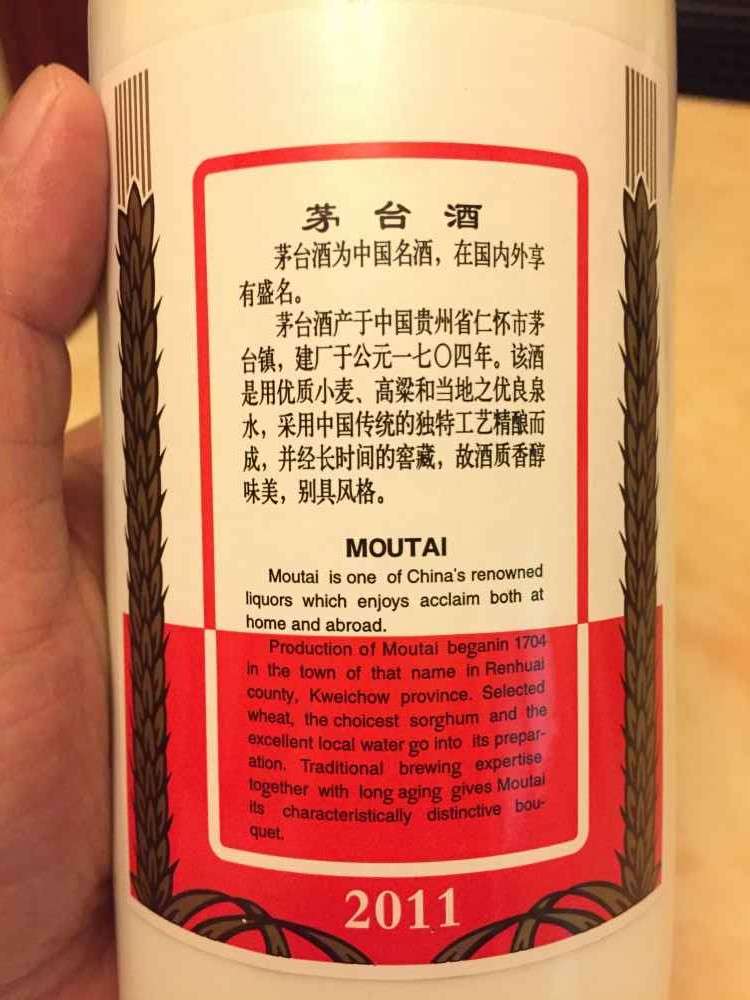 茅台酒
茅台酒为中国名酒，在国内外享
有盛名。
茅台酒产于中国贵州省仁怀市茅
台镇，建厂于公元一七〇四年。该酒
是用优质小麦、高粱和当地之优良泉
水，采用中国传统的独特工艺精酿而
成，并经长时间的窖藏，故酒质香醇
味美，别具风格。
MOUTAI
Moutai is one of China's renowned
liquors which enjoys acclaim both at
home and abroad.
Production of Moutai beganin 1704
in the town of that name in Renhuai
county, Kweichow province. Selected
wheat, the choicest sorghum and the
excellent local water go into its prepar-
ation. Traditional brewing expertise
together with long aging gives Moutai
its characteristically distinctive bou-
quet.
2011